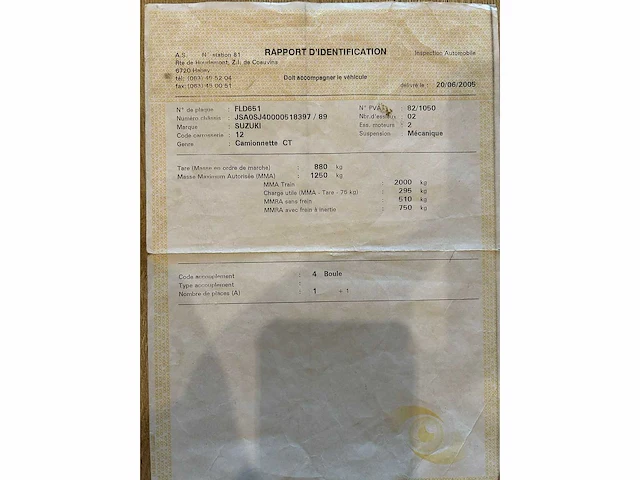 A.S. N° station 81 RAPPORT D'IDENTIFICATION Inspection Automobile
Rte de Houdemont, Z.I. de Coeuvins
6720 Habay Doit accompagner le véhicule
tél: (063) 49 52 04
fax: (063) 49 00 51 délivré le : 20/06/2005
N° de plaque : FLD651 N° PVA : 82/1050
Numéro châssis : JSA0SJ40000518397 / 89 Nbr.d'essieux : 02
Marque : SUZUKI Ess. moteurs : 2
Code carrosserie : 12 Suspension : Mécanique
Genre : Camionnette CT
Tare (Masse en ordre de marche) : 880 kg
Masse Maximum Autorisée (MMA) : 1250 kg
MMA Train : 2000 kg
Charge utile (MMA - Tare - 75 kg) : 295 kg
MMRA sans frein : 510 kg
MMRA avec frein à inertie : 750 kg
Code accouplement : 4 Boule
Type accouplement :
Nombre de places (A) : 1 + 1